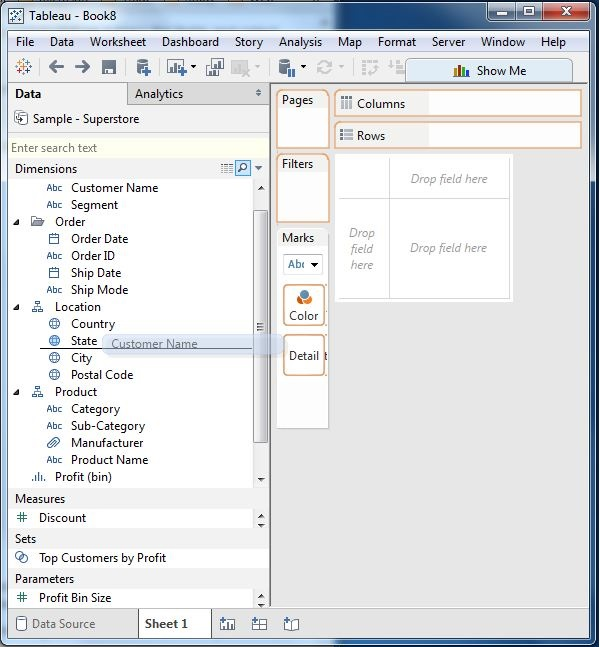 Tableau - Book8
File Data Worksheet Dashboard Story Analysis Map Format Server Window Help
Show Me
Data Analytics
Sample - Superstore
Enter search text
Dimensions
Abc Customer Name
Abc Segment
Order
Order Date
Abc Order ID
Ship Date
Abc Ship Mode
Location
Country
State
Customer Name
City
Postal Code
Product
Abc Category
Abc Sub-Category
Manufacturer
Abc Product Name
Profit (bin)
Measures
# Discount
Sets
Top Customers by Profit
Parameters
# Profit Bin Size
Pages
Columns
Rows
Filters
Marks
Color
Detail
Drop field here
Drop
field
here
Drop field here
Data Source Sheet 1